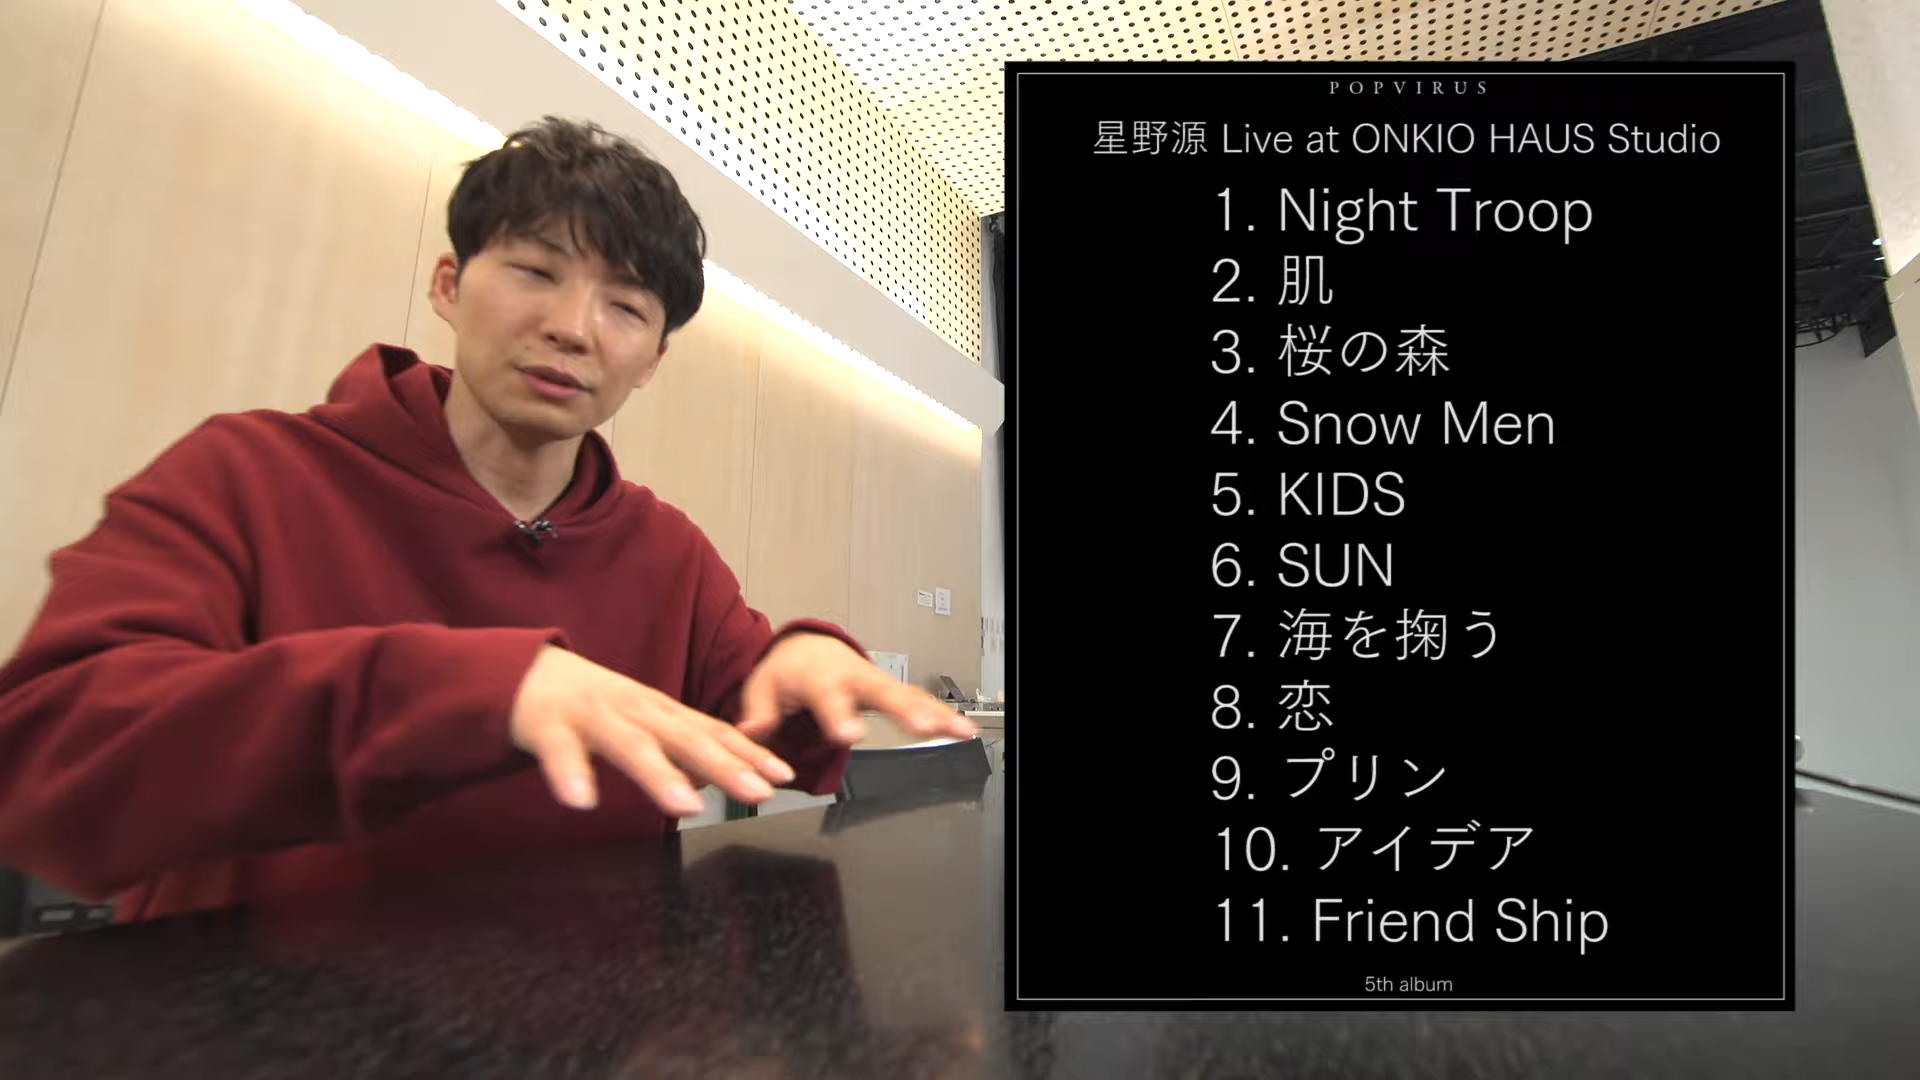 POPVIRUS
星野源 Live at ONKIO HAUS Studio
1. Night Troop
2. 肌
3. 桜の森
4. Snow Men
5. KIDS
6. SUN
7. 海を掬う
8. 恋
9. プリン
10. アイデア
11. Friend Ship
5th album